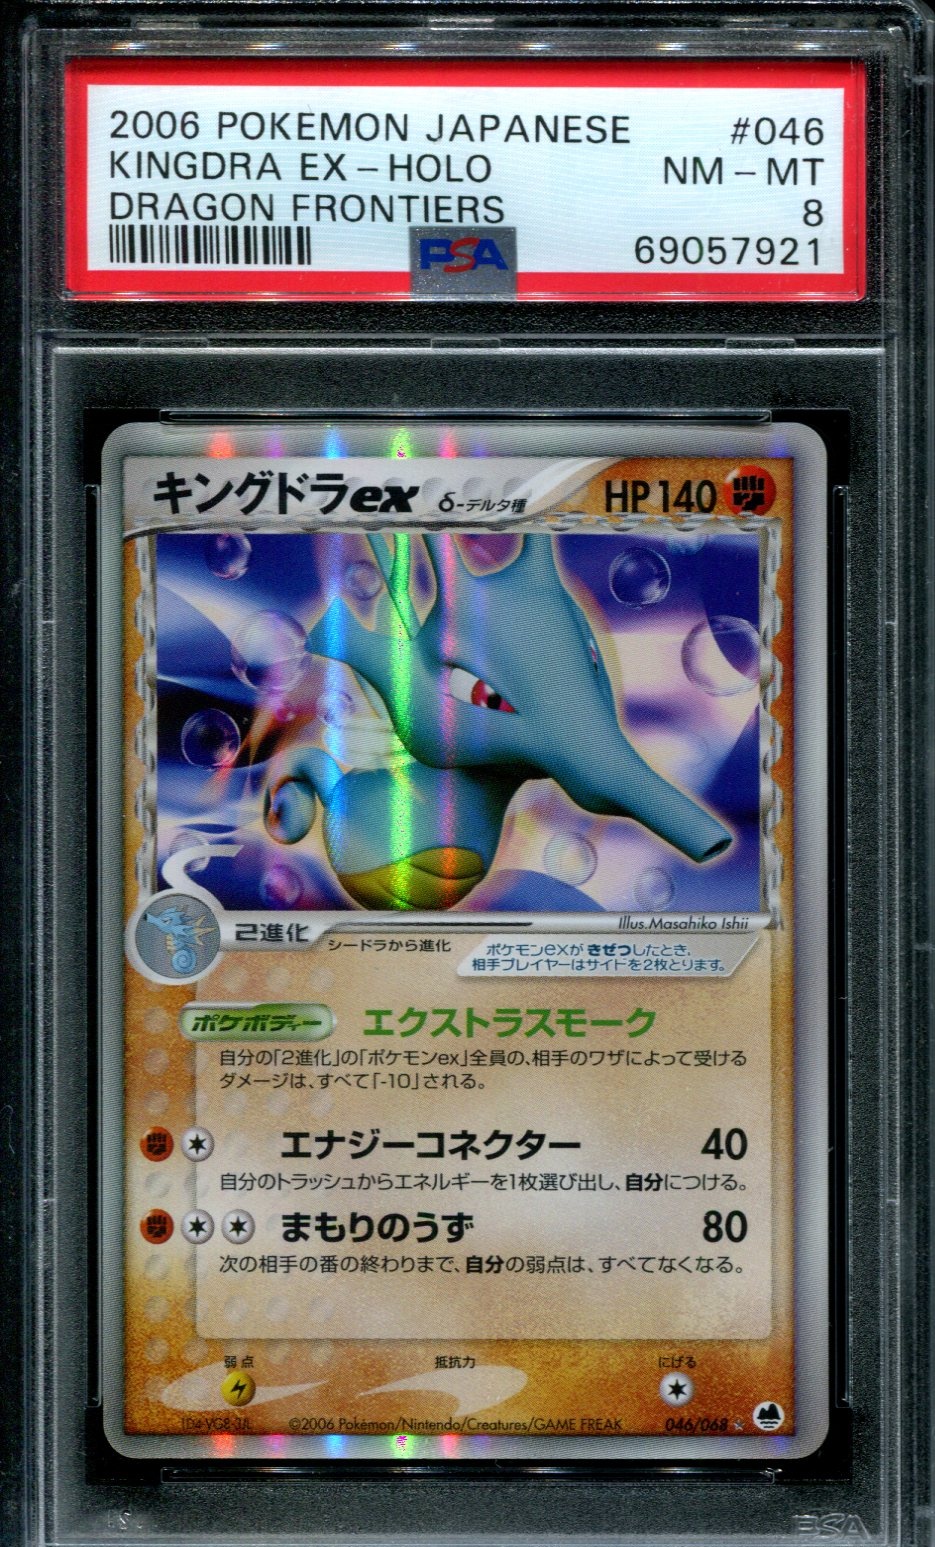 2006 POKEMON JAPANESE #046
KINGDRA EX-HOLO NM-MT
DRAGON FRONTIERS 8
PSA 69057921
キングドラex δ-デルタ種 HP 140
Illus. Masahiko Ishii
2進化
シードラから進化
ポケモンexが きぜつしたとき、
相手プレイヤーはサイドを2枚とります。
ポケボディー エクストラスモーク
自分の「2進化」の「ポケモンex」全員の、相手のワザによって受ける
ダメージは、すべて「-10」される。
エナジーコネクター 40
自分のトラッシュからエネルギーを1枚選び出し、自分につける。
まもりのうず 80
次の相手の番の終わりまで、自分の弱点は、すべてなくなる。
弱点 抵抗力 にげる
©2006 Pokémon/Nintendo/Creatures/GAME FREAK 046/068
PSA